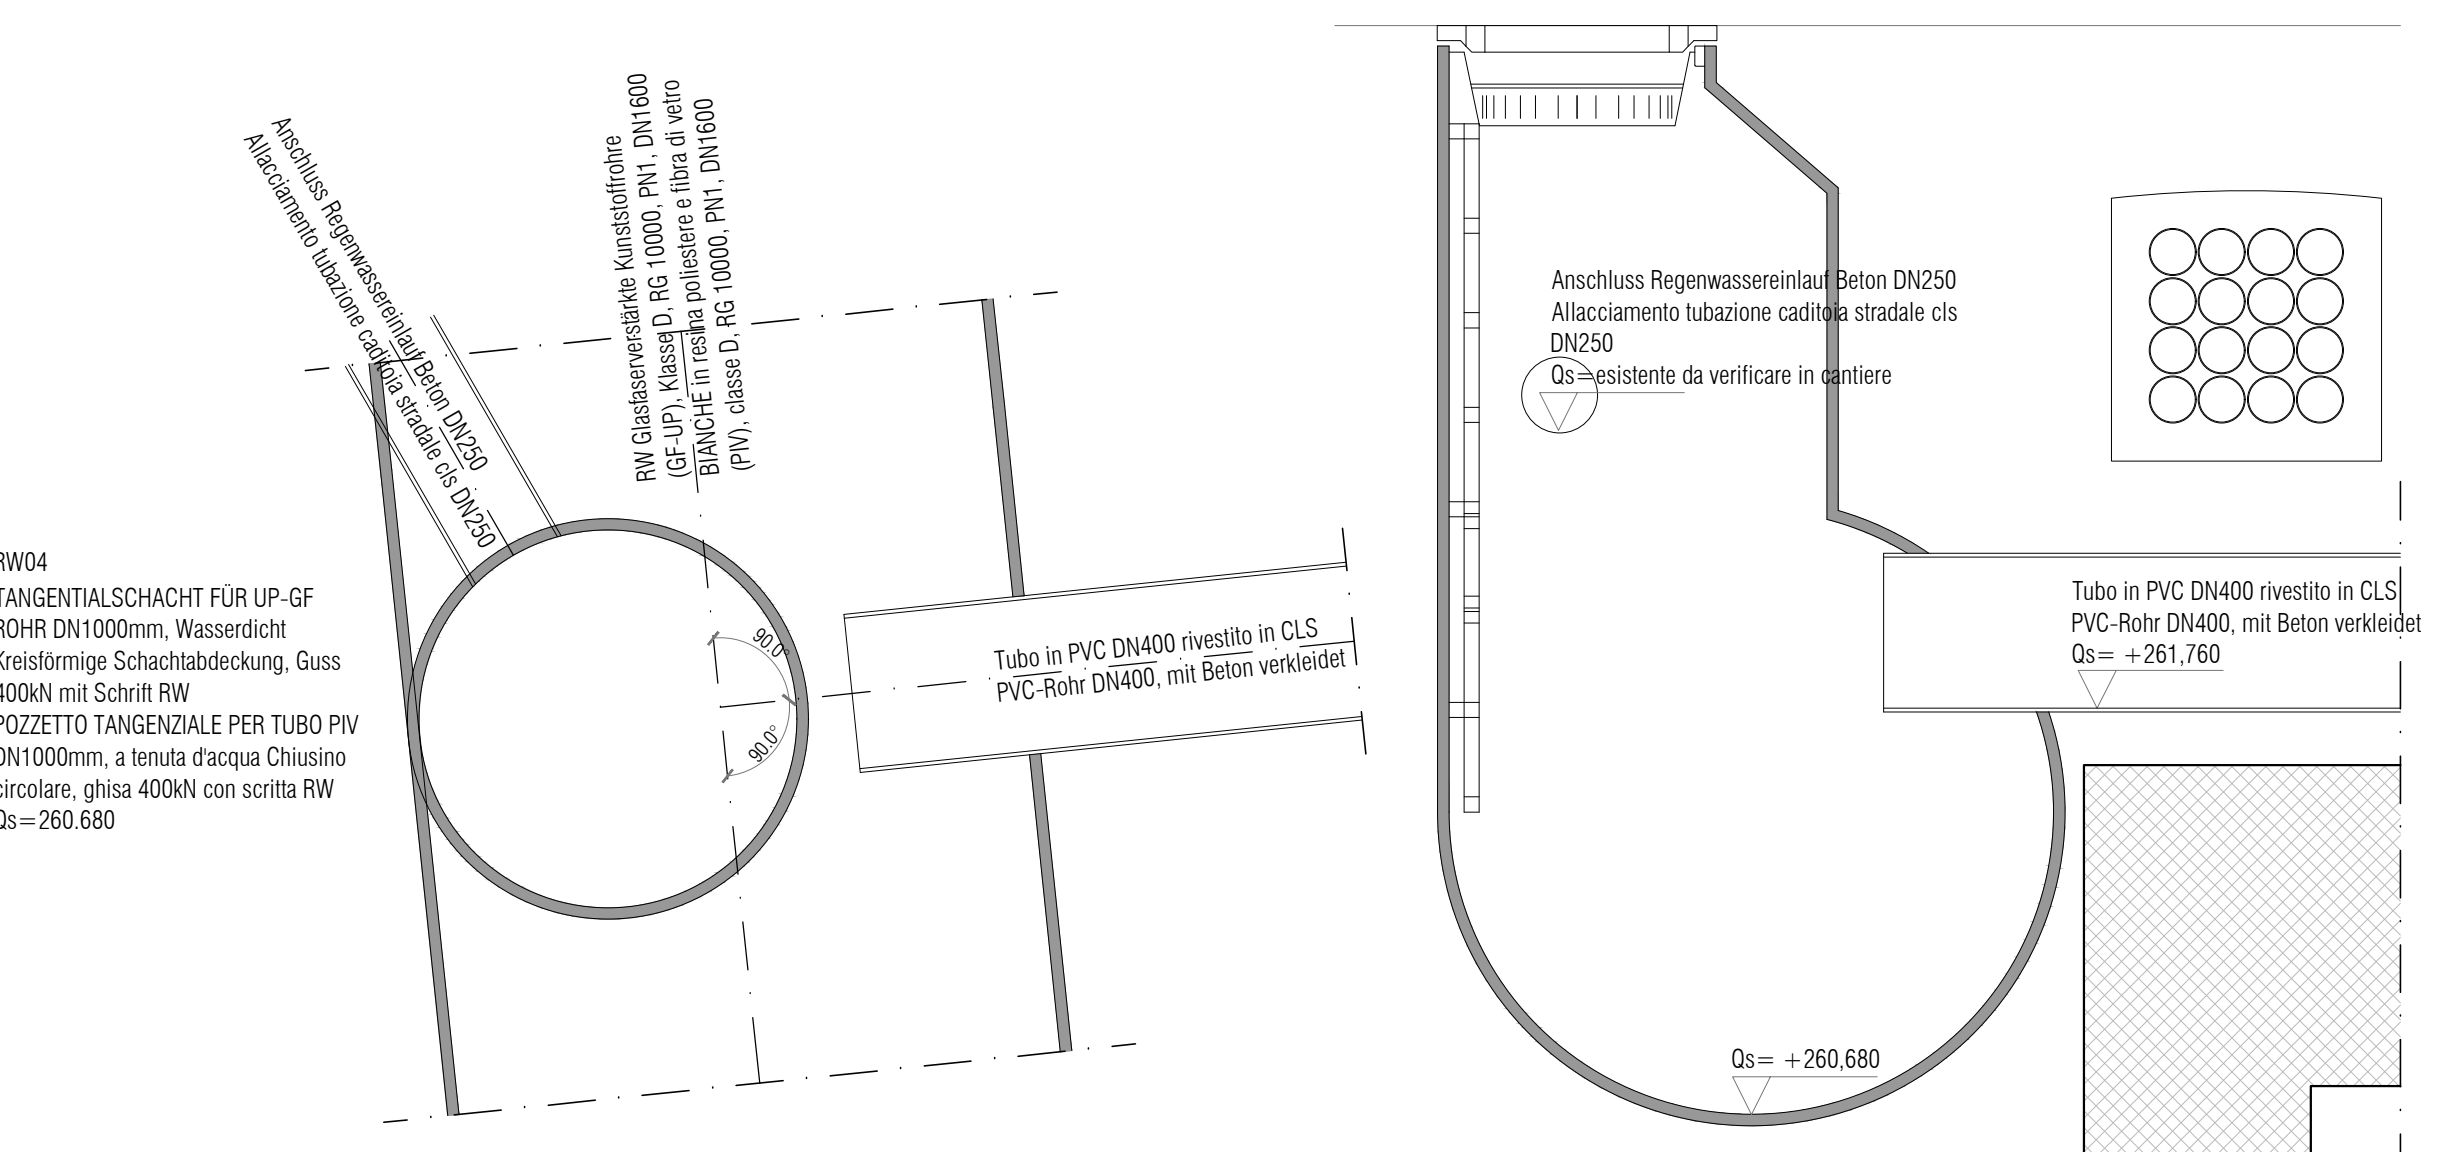 Anschluss Regenwassereinlauf Beton DN250
Allacciamento tubazione caditoia stradale cls DN250
RW Glasfaserverstärkte Kunststoffrohre
(GF-UP), Klasse D, RG 10000, PN1, DN1600
BIANCHE in resina poliestere e fibra di vetro
(PIV), classe D, RG 10000, PN1, DN1600
RW04
TANGENTIALSCHACHT FÜR UP-GF
ROHR DN1000mm, Wasserdicht
Kreisförmige Schachtabdeckung, Guss
400kN mit Schrift RW
POZZETTO TANGENZIALE PER TUBO PIV
DN1000mm, a tenuta d'acqua Chiusino
circolare, ghisa 400kN con scritta RW
Qs=260.680
90.0°
90.0°
Tubo in PVC DN400 rivestito in CLS
PVC-Rohr DN400, mit Beton verkleidet
Anschluss Regenwassereinlauf Beton DN250
Allacciamento tubazione caditoia stradale cls
DN250
Qs=esistente da verificare in cantiere
Tubo in PVC DN400 rivestito in CLS
PVC-Rohr DN400, mit Beton verkleidet
Qs= +261,760
Qs= +260,680